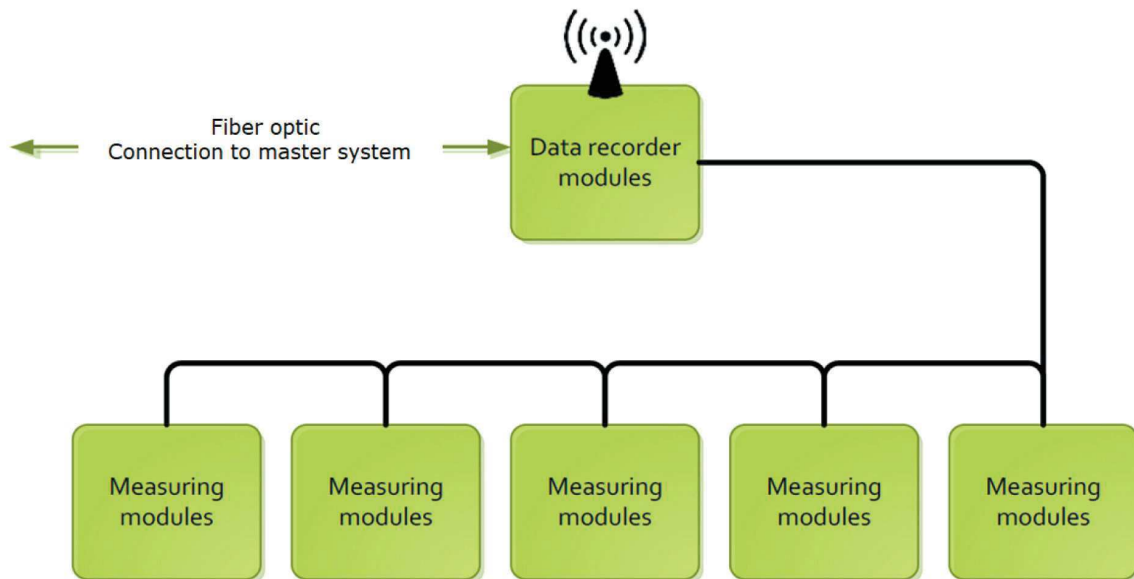 Fiber optic
Connection to master system
Data recorder
modules
Measuring
modules
Measuring
modules
Measuring
modules
Measuring
modules
Measuring
modules